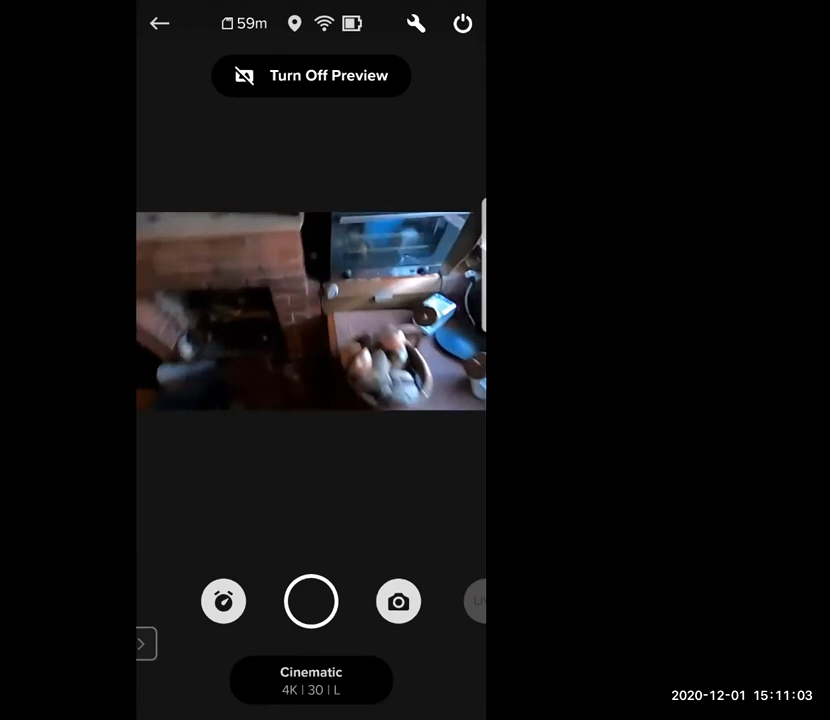 59m
Turn Off Preview
Cinematic
4K | 30 | L
2020-12-01 15:11:03